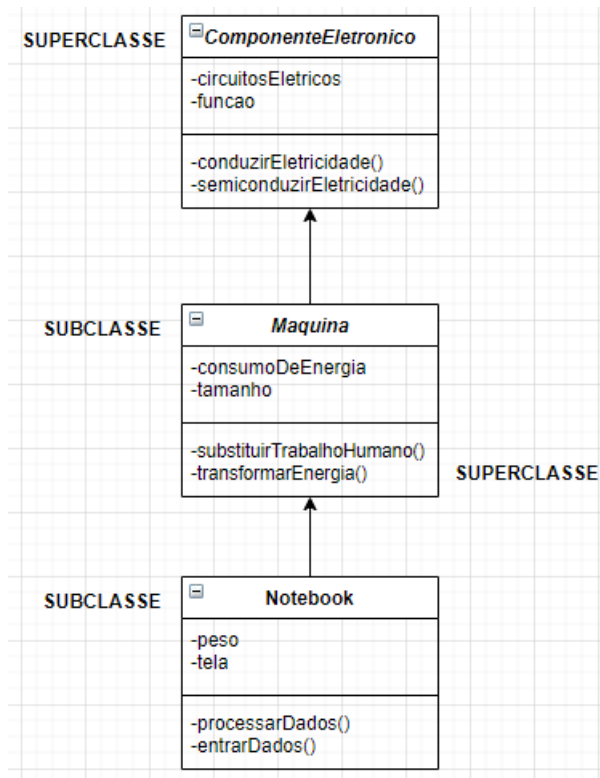 SUPERCLASSE
ComponenteEletronico
-circuitosEletricos
-funcao
-conduzirEletricidade()
-semiconduzirEletricidade()
SUBCLASSE
Maquina
-consumoDeEnergia
-tamanho
-substituirTrabalhoHumano()
-transformarEnergia()
SUPERCLASSE
SUBCLASSE
Notebook
-peso
-tela
-processarDados()
-entrarDados()